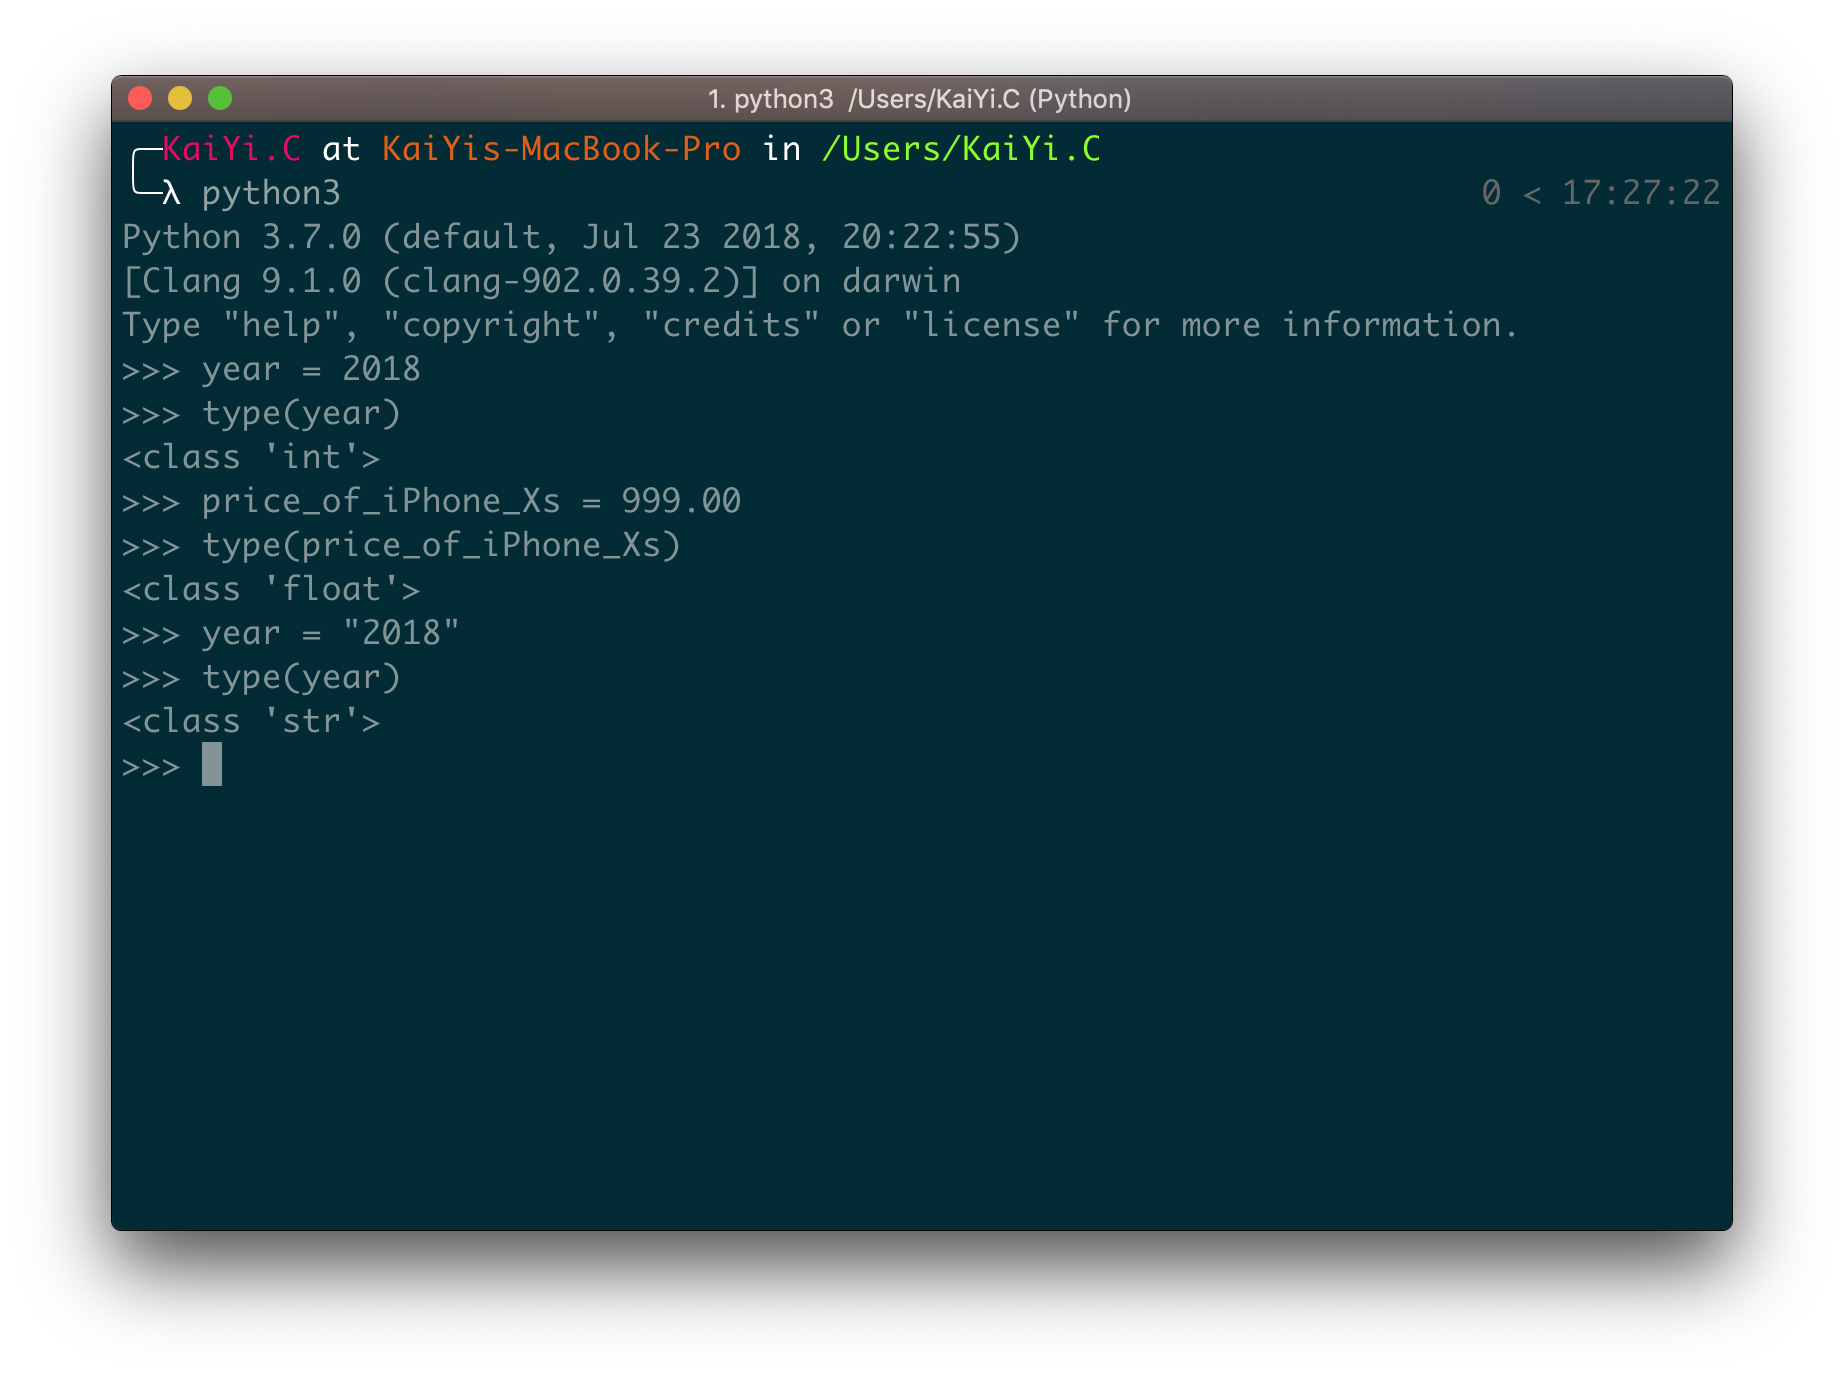 1. python3 /Users/KaiYi.C (Python)
KaiYi.C at KaiYis-MacBook-Pro in /Users/KaiYi.C
λ python3 0 < 17:27:22
Python 3.7.0 (default, Jul 23 2018, 20:22:55)
[Clang 9.1.0 (clang-902.0.39.2)] on darwin
Type "help", "copyright", "credits" or "license" for more information.
>>> year = 2018
>>> type(year)
<class 'int'>
>>> price_of_iPhone_Xs = 999.00
>>> type(price_of_iPhone_Xs)
<class 'float'>
>>> year = "2018"
>>> type(year)
<class 'str'>
>>>